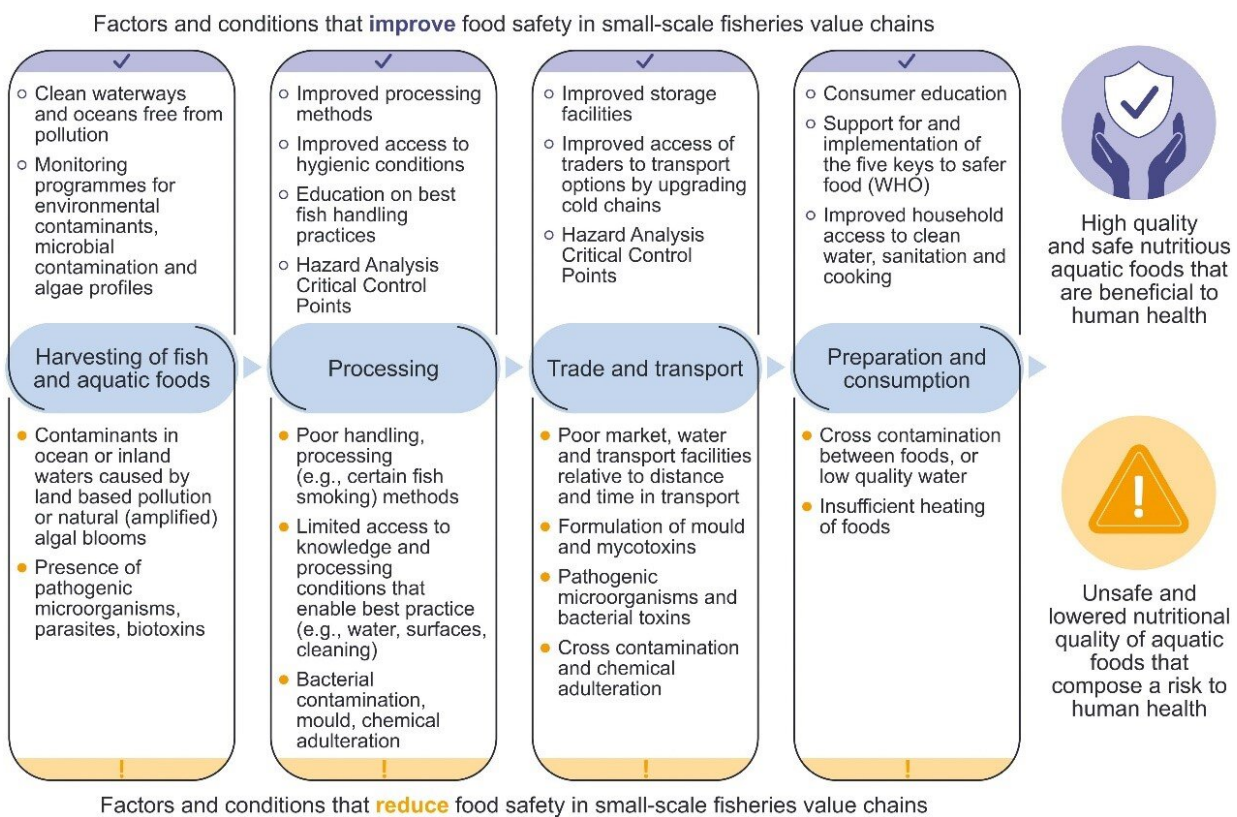 Factors and conditions that improve food safety in small-scale fisheries value chains
Clean waterways
and oceans free from
pollution
Monitoring
programmes for
environmental
contaminants,
microbial
contamination and
algae profiles
Harvesting of fish
and aquatic foods
Contaminants in
ocean or inland
waters caused by
land based pollution
or natural (amplified)
algal blooms
Presence of
pathogenic
microorganisms,
parasites, biotoxins
!
Improved processing
methods
Improved access to
hygienic conditions
Education on best
fish handling
practices
Hazard Analysis
Critical Control
Points
Processing
Poor handling,
processing
(e.g., certain fish
smoking) methods
Limited access to
knowledge and
processing
conditions that
enable best practice
(e.g., water, surfaces,
cleaning)
Bacterial
contamination,
mould, chemical
adulteration
!
Improved storage
facilities
Improved access of
traders to transport
options by upgrading
cold chains
Hazard Analysis
Critical Control
Points
Trade and transport
Poor market, water
and transport facilities
relative to distance
and time in transport
Formulation of mould
and mycotoxins
Pathogenic
microorganisms and
bacterial toxins
Cross contamination
and chemical
adulteration
!
Consumer education
Support for and
implementation of
the five keys to safer
food (WHO)
Improved household
access to clean
water, sanitation and
cooking
Preparation and
consumption
Cross contamination
between foods, or
low quality water
Insufficient heating
of foods
!
High quality
and safe nutritious
aquatic foods that
are beneficial to
human health
!
Unsafe and
lowered nutritional
quality of aquatic
foods that
compose a risk to
human health
Factors and conditions that reduce food safety in small-scale fisheries value chains